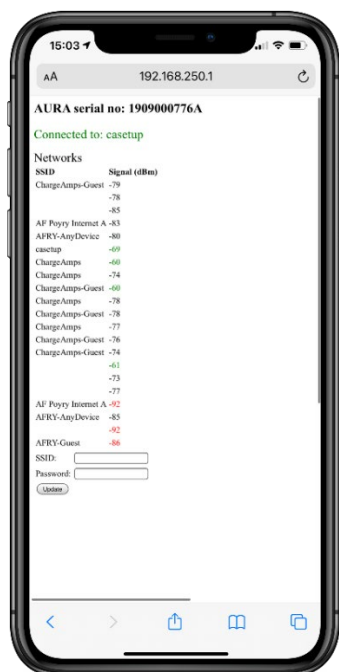 15:03
AA 192.168.250.1
AURA serial no: 1909000776A
Connected to: casetup
Networks
SSID Signal (dBm)
ChargeAmps-Guest -79
-78
-85
AF Poyry Internet A -83
AFRY-AnyDevice -80
casetup -69
ChargeAmps -60
ChargeAmps -74
ChargeAmps-Guest -60
ChargeAmps -78
ChargeAmps-Guest -78
ChargeAmps -77
ChargeAmps-Guest -76
ChargeAmps-Guest -74
-61
-73
-77
AF Poyry Internet A -92
AFRY-AnyDevice -85
-92
AFRY-Guest -86
SSID:
Password:
Update